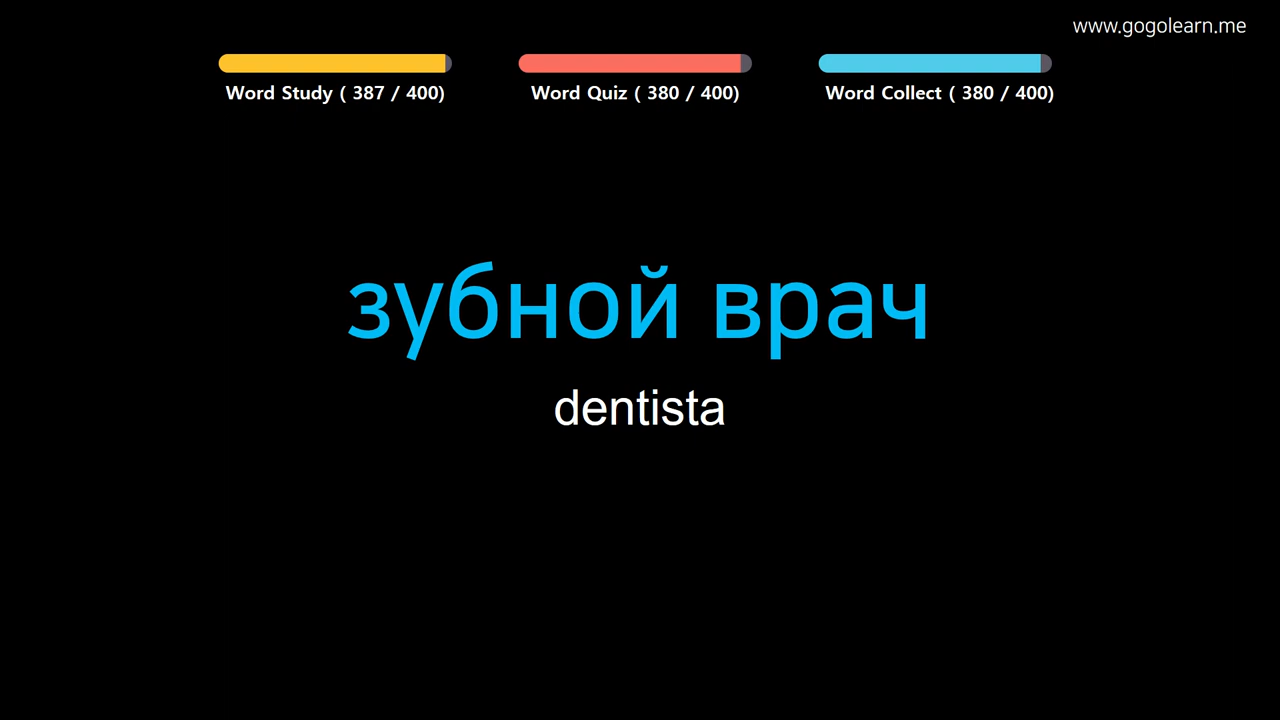 www.gogolearn.me
Word Study ( 387 / 400)
Word Quiz ( 380 / 400)
Word Collect ( 380 / 400)
зубной врач
dentista